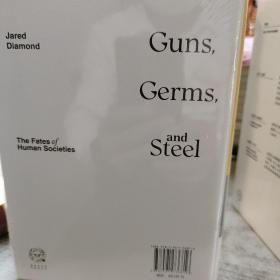 Jared
Diamond
Guns,
Germs,
and
Steel
The Fates of
Human Societies